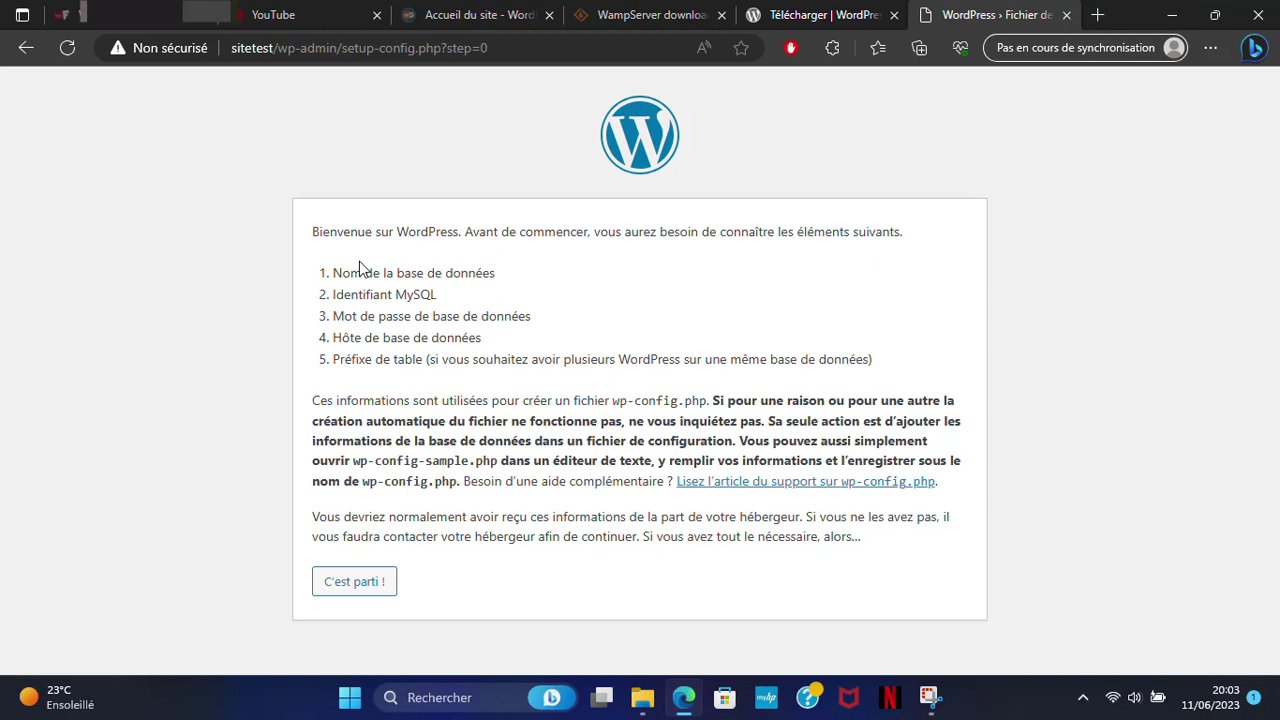 YouTube
Accueil du site - Word
WampServer download
Télécharger | WordPres
WordPress › Fichier de
Non sécurisé
sitetest/wp-admin/setup-config.php?step=0
Pas en cours de synchronisation
Bienvenue sur WordPress. Avant de commencer, vous aurez besoin de connaître les éléments suivants.
1. Nom de la base de données
2. Identifiant MySQL
3. Mot de passe de base de données
4. Hôte de base de données
5. Préfixe de table (si vous souhaitez avoir plusieurs WordPress sur une même base de données)
Ces informations sont utilisées pour créer un fichier wp-config.php. Si pour une raison ou pour une autre la
création automatique du fichier ne fonctionne pas, ne vous inquiétez pas. Sa seule action est d’ajouter les
informations de la base de données dans un fichier de configuration. Vous pouvez aussi simplement
ouvrir wp-config-sample.php dans un éditeur de texte, y remplir vos informations et l’enregistrer sous le
nom de wp-config.php. Besoin d’une aide complémentaire ? Lisez l’article du support sur wp-config.php.
Vous devriez normalement avoir reçu ces informations de la part de votre hébergeur. Si vous ne les avez pas, il
vous faudra contacter votre hébergeur afin de continuer. Si vous avez tout le nécessaire, alors…
C'est parti !
23°C
Ensoleillé
Rechercher
20:03
11/06/2023
1